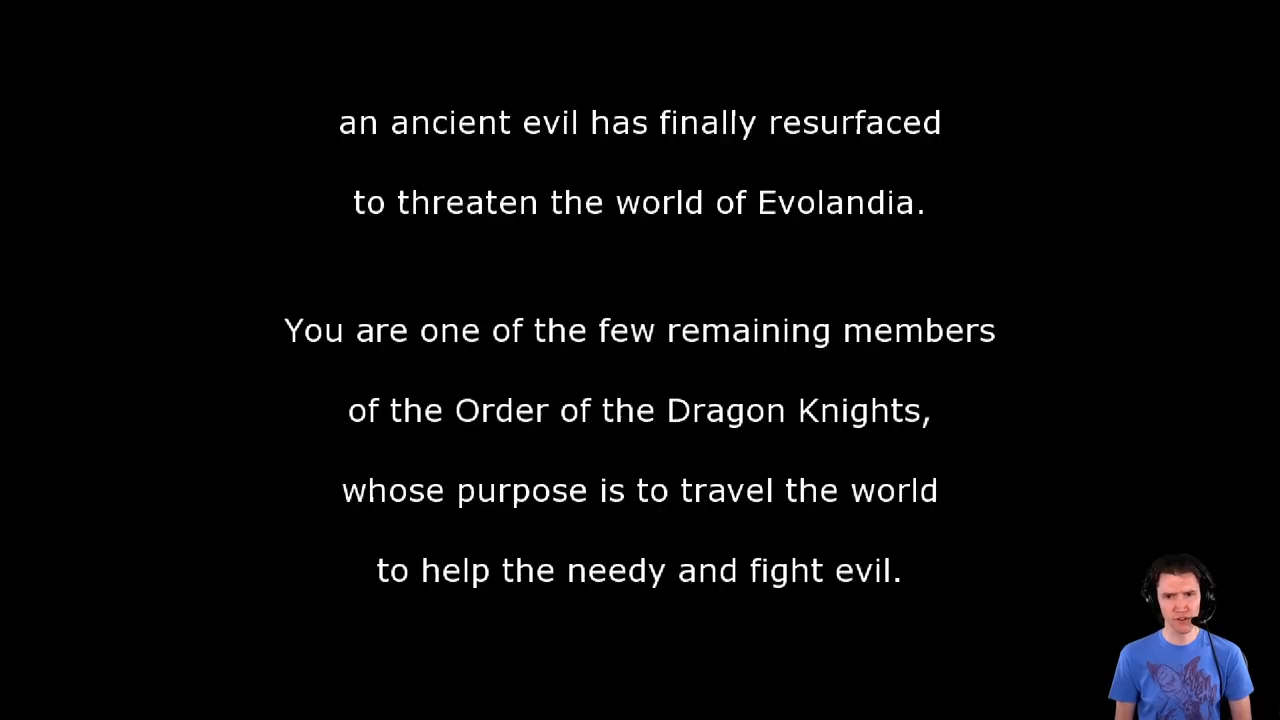 an ancient evil has finally resurfaced
to threaten the world of Evolandia.
You are one of the few remaining members
of the Order of the Dragon Knights,
whose purpose is to travel the world
to help the needy and fight evil.